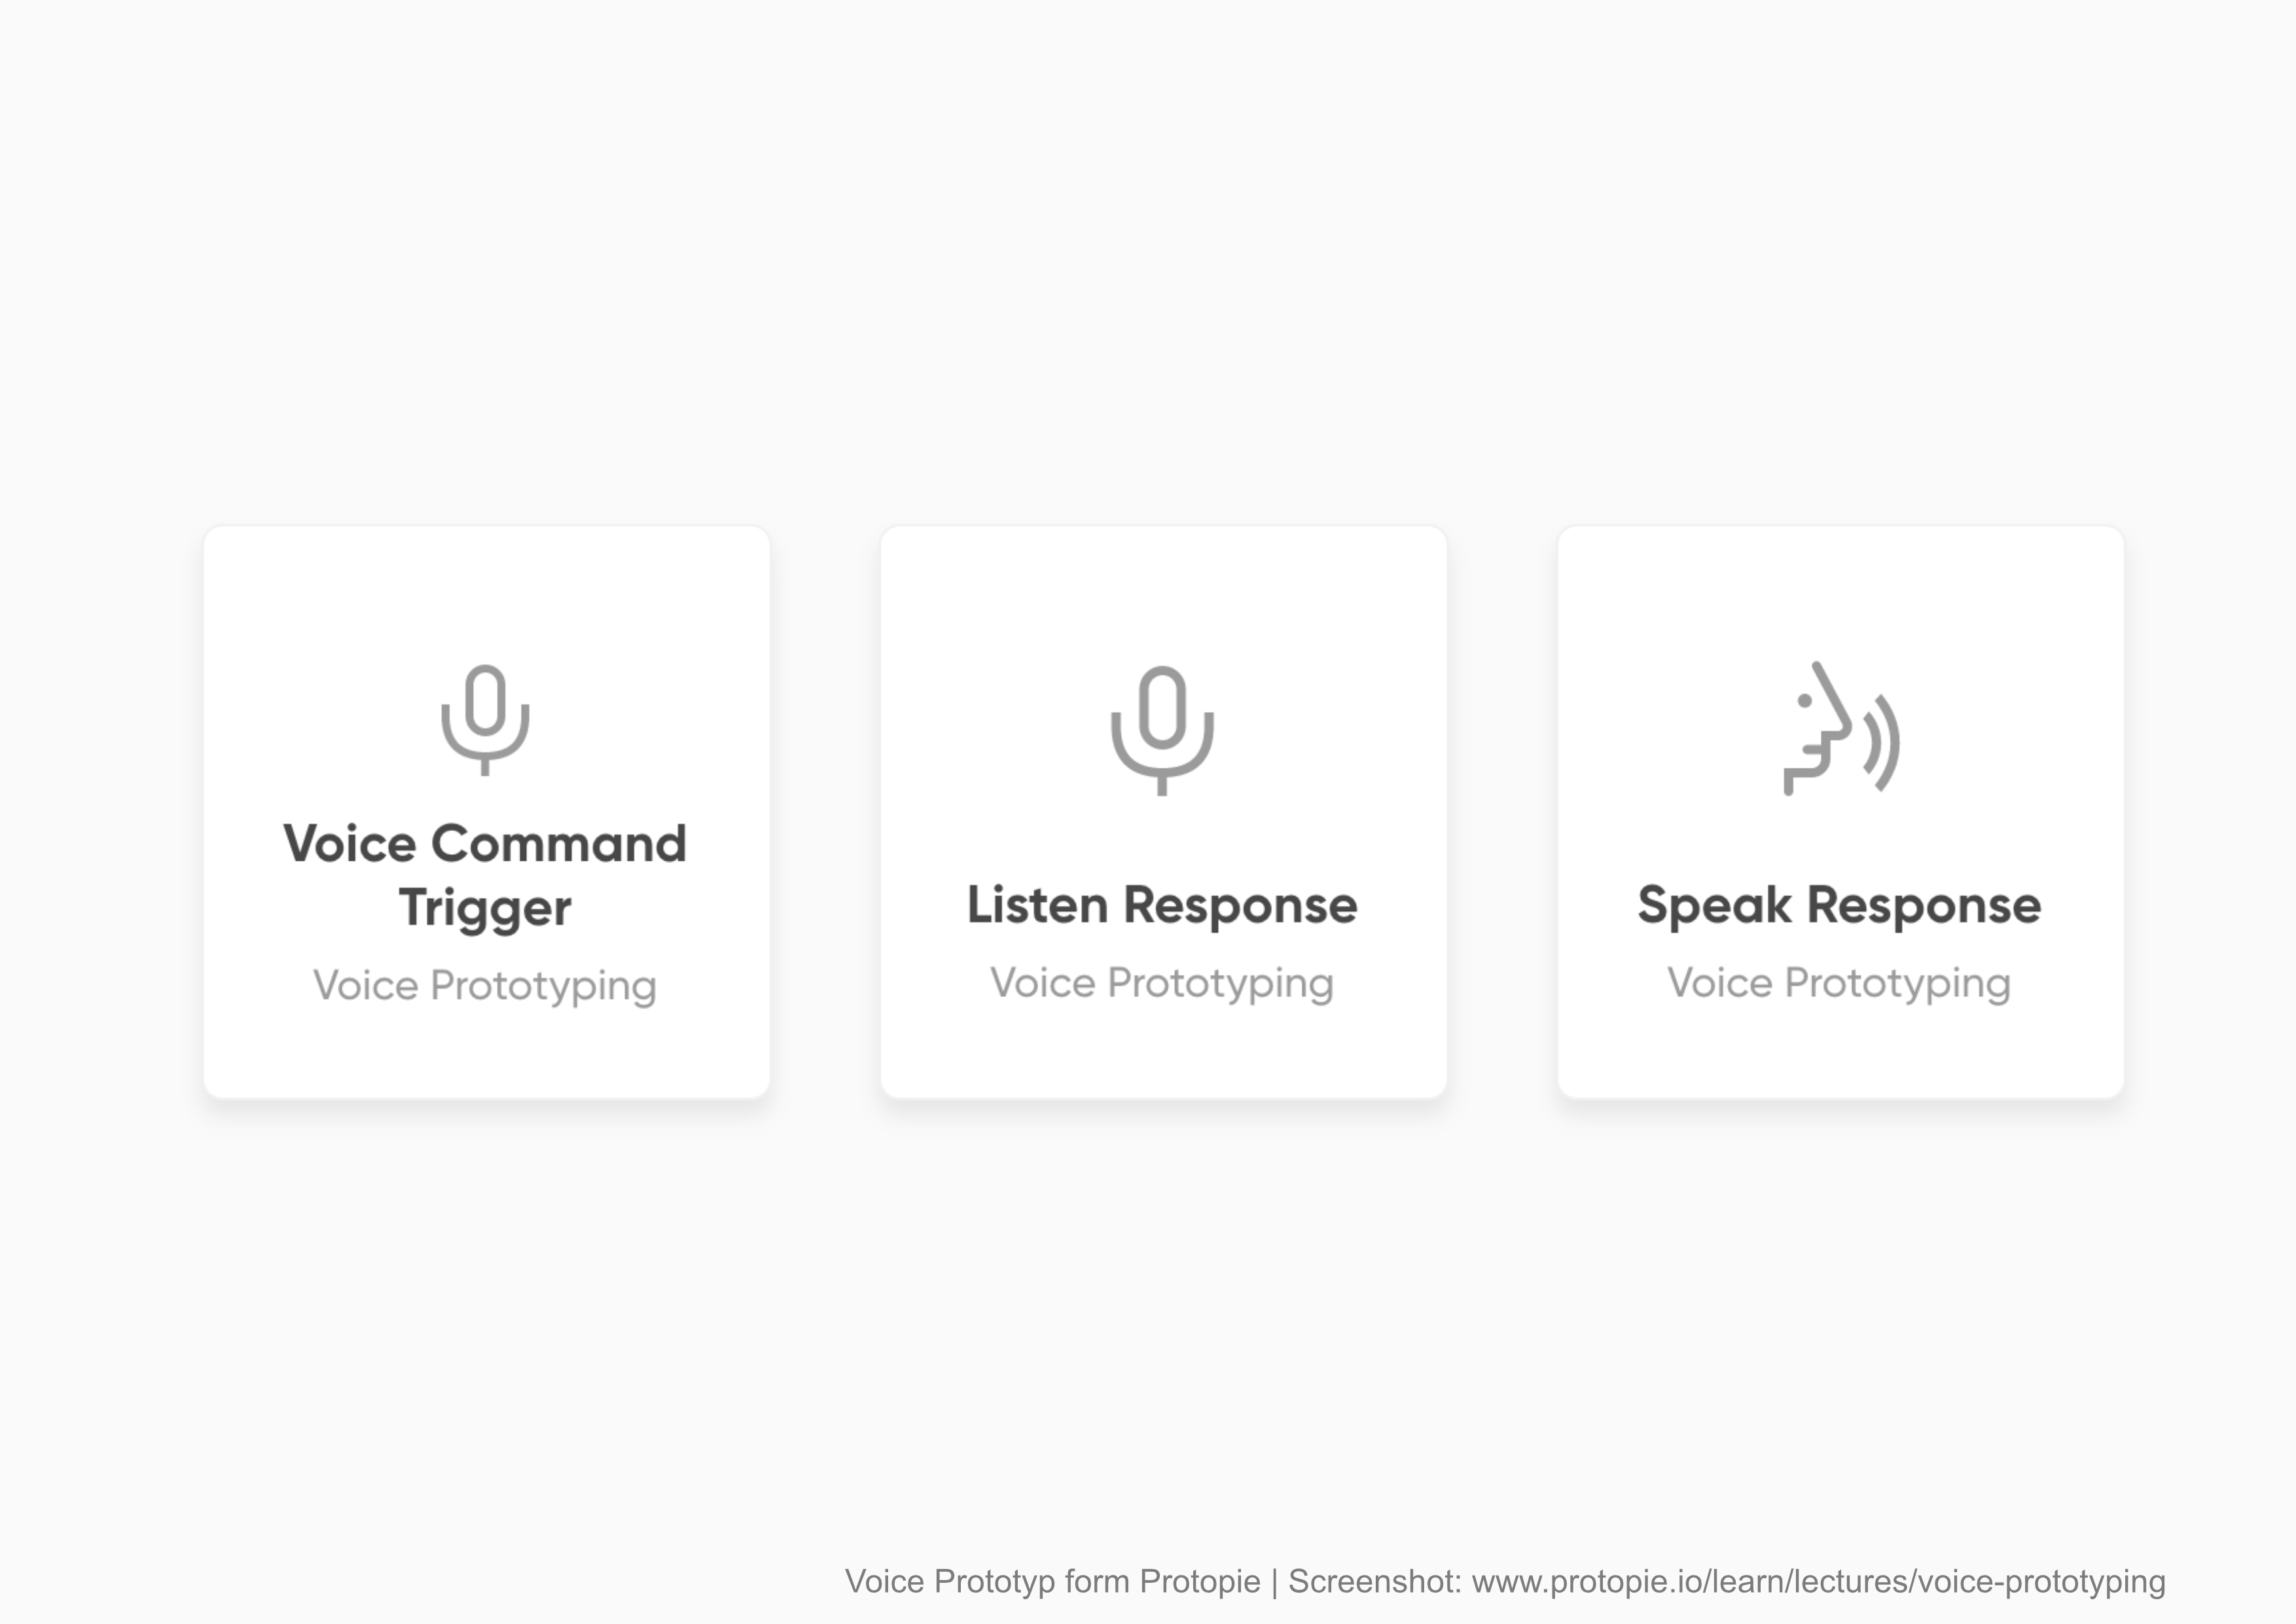 Voice Command
Trigger
Voice Prototyping
Listen Response
Voice Prototyping
Speak Response
Voice Prototyping
Voice Prototyp form Protopie | Screenshot: www.protopie.io/learn/lectures/voice-prototyping